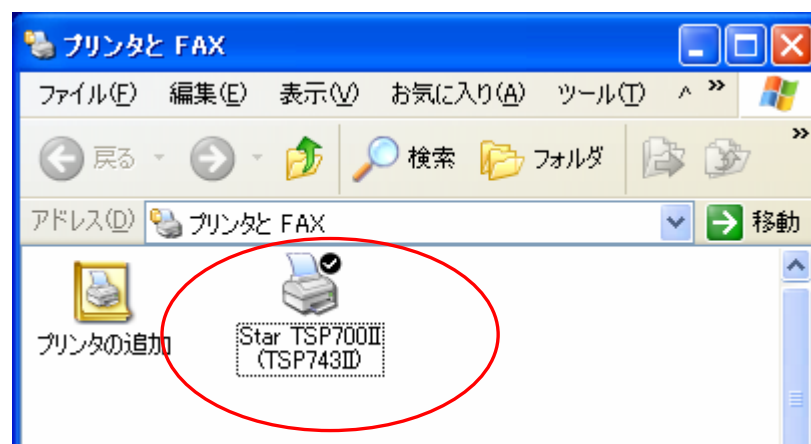 プリンタと FAX
ファイル(F) 編集(E) 表示(V) お気に入り(A) ツール(T) ^ »
戻る 検索 フォルダ »
アドレス(D) プリンタと FAX 移動
プリンタの追加
Star TSP700Ⅱ
(TSP743Ⅱ)